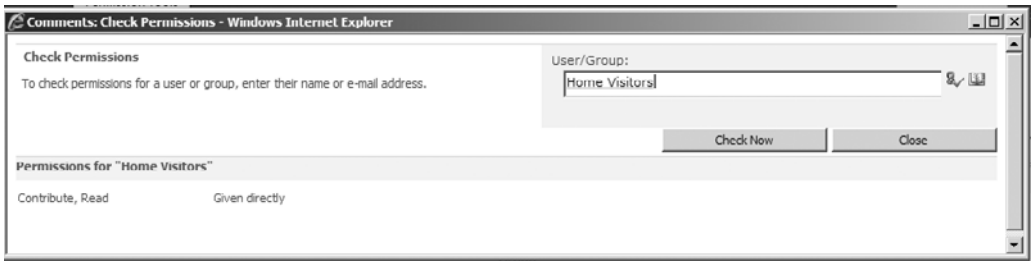 Comments: Check Permissions - Windows Internet Explorer
Check Permissions
To check permissions for a user or group, enter their name or e-mail address.
User/Group:
Home Visitors
Check Now
Close
Permissions for "Home Visitors"
Contribute, Read Given directly